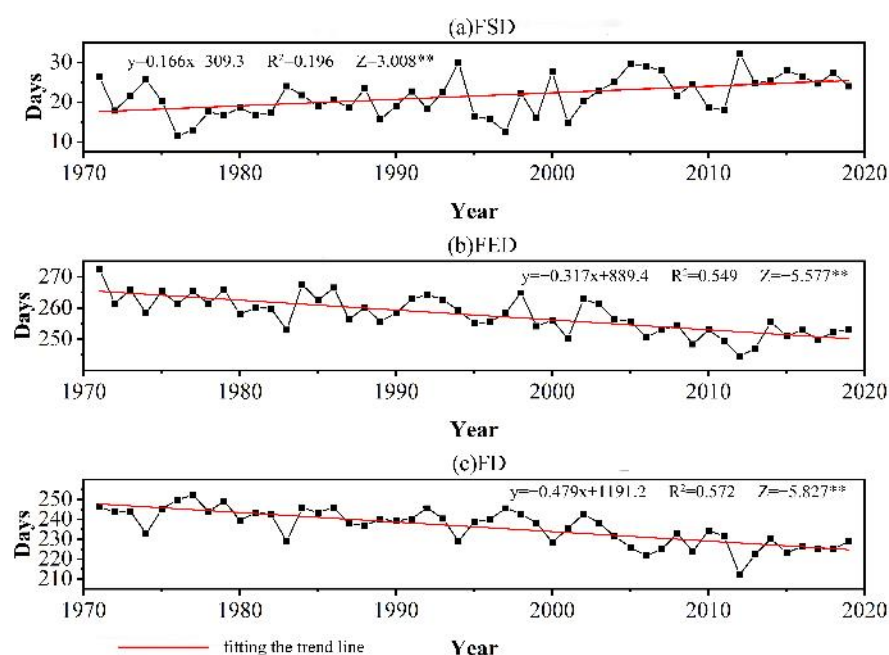 (a)FSD
y=0.166x 309.3 R²=0.196 Z=3.008**
Days
30
20
10
1970 1980 1990 2000 2010 2020
Year
(b)FED
y=−0.317x+889.4 R²=0.549 Z=−5.577**
Days
270
260
250
1970 1980 1990 2000 2010 2020
Year
(c)FD
y=−0.479x+1191.2 R²=0.572 Z=−5.827**
Days
250
240
230
220
210
1970 1980 1990 2000 2010 2020
fitting the trend line Year